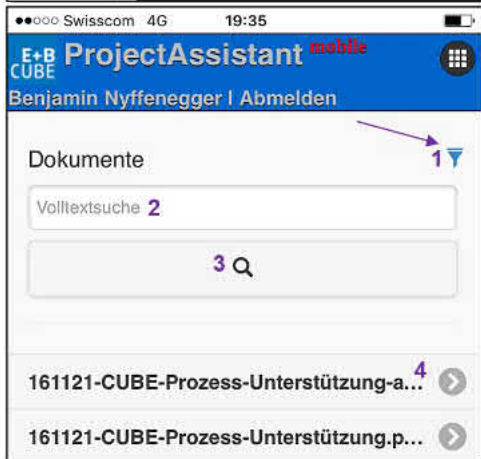 Swisscom 4G 19:35
E+B CUBE ProjectAssistant mobile
Benjamin Nyffenegger | Abmelden
Dokumente 1
Volltextsuche 2
3
161121-CUBE-Prozess-Unterstützung-a... 4
161121-CUBE-Prozess-Unterstützung.p...